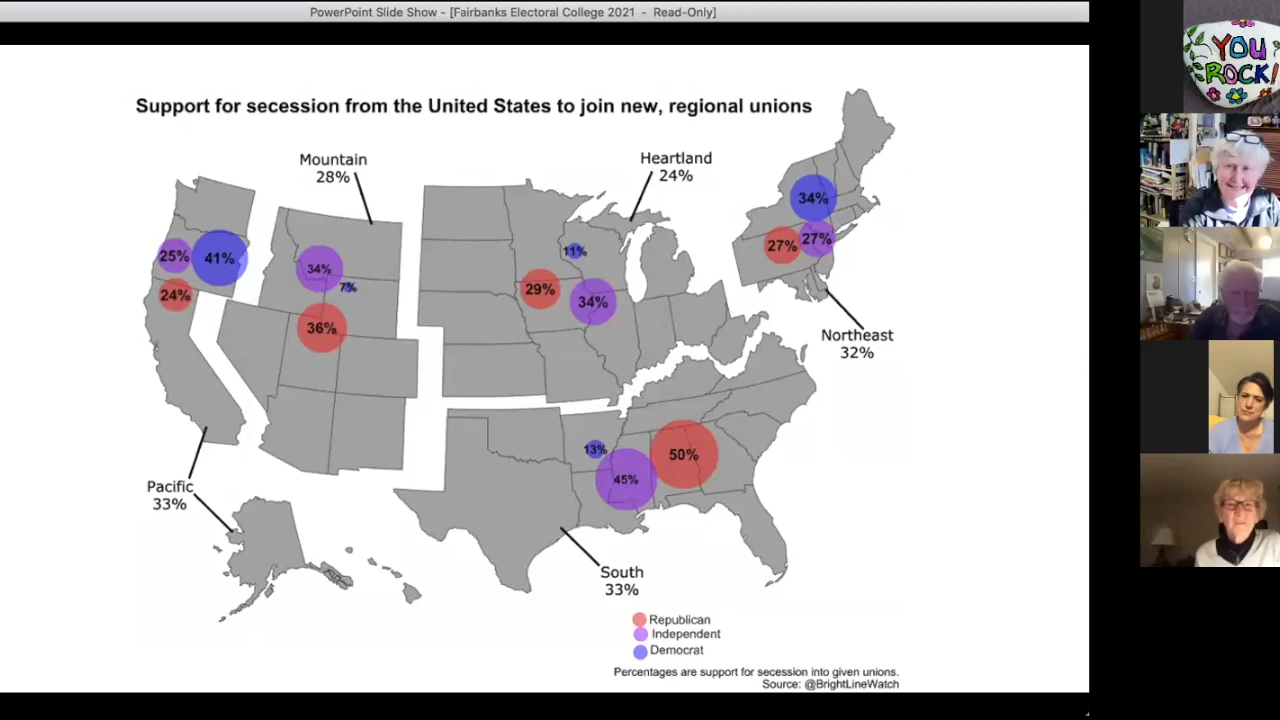 PowerPoint Slide Show - [Fairbanks Electoral College 2021 - Read-Only]
YOU
ROCK!
Support for secession from the United States to join new, regional unions
Mountain
28%
Heartland
24%
34%
27%
27%
Northeast
32%
25%
41%
24%
34%
7%
36%
11%
29%
34%
13%
45%
50%
Pacific
33%
South
33%
Republican
Independent
Democrat
Percentages are support for secession into given unions.
Source: @BrightLineWatch